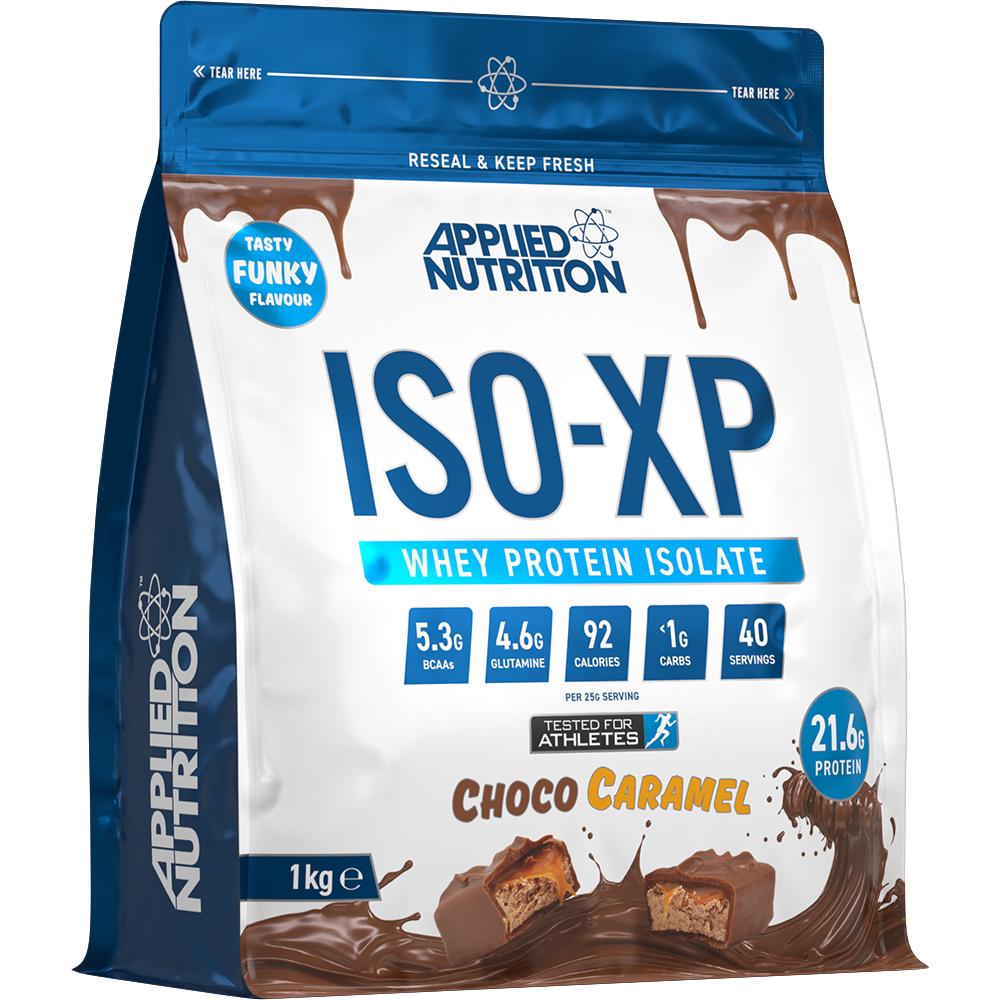 « TEAR HERE
TEAR HERE »
RESEAL & KEEP FRESH
TASTY
FUNKY
FLAVOUR
APPLIED
NUTRITION
™
ISO-XP
WHEY PROTEIN ISOLATE
5.3G
BCAAs
4.6G
GLUTAMINE
92
CALORIES
<1G
CARBS
40
SERVINGS
PER 25G SERVING
TESTED FOR
ATHLETES
21.6G
PROTEIN
CHOCO CARAMEL
1kg ℮
APPLIED
NUTRITION
™